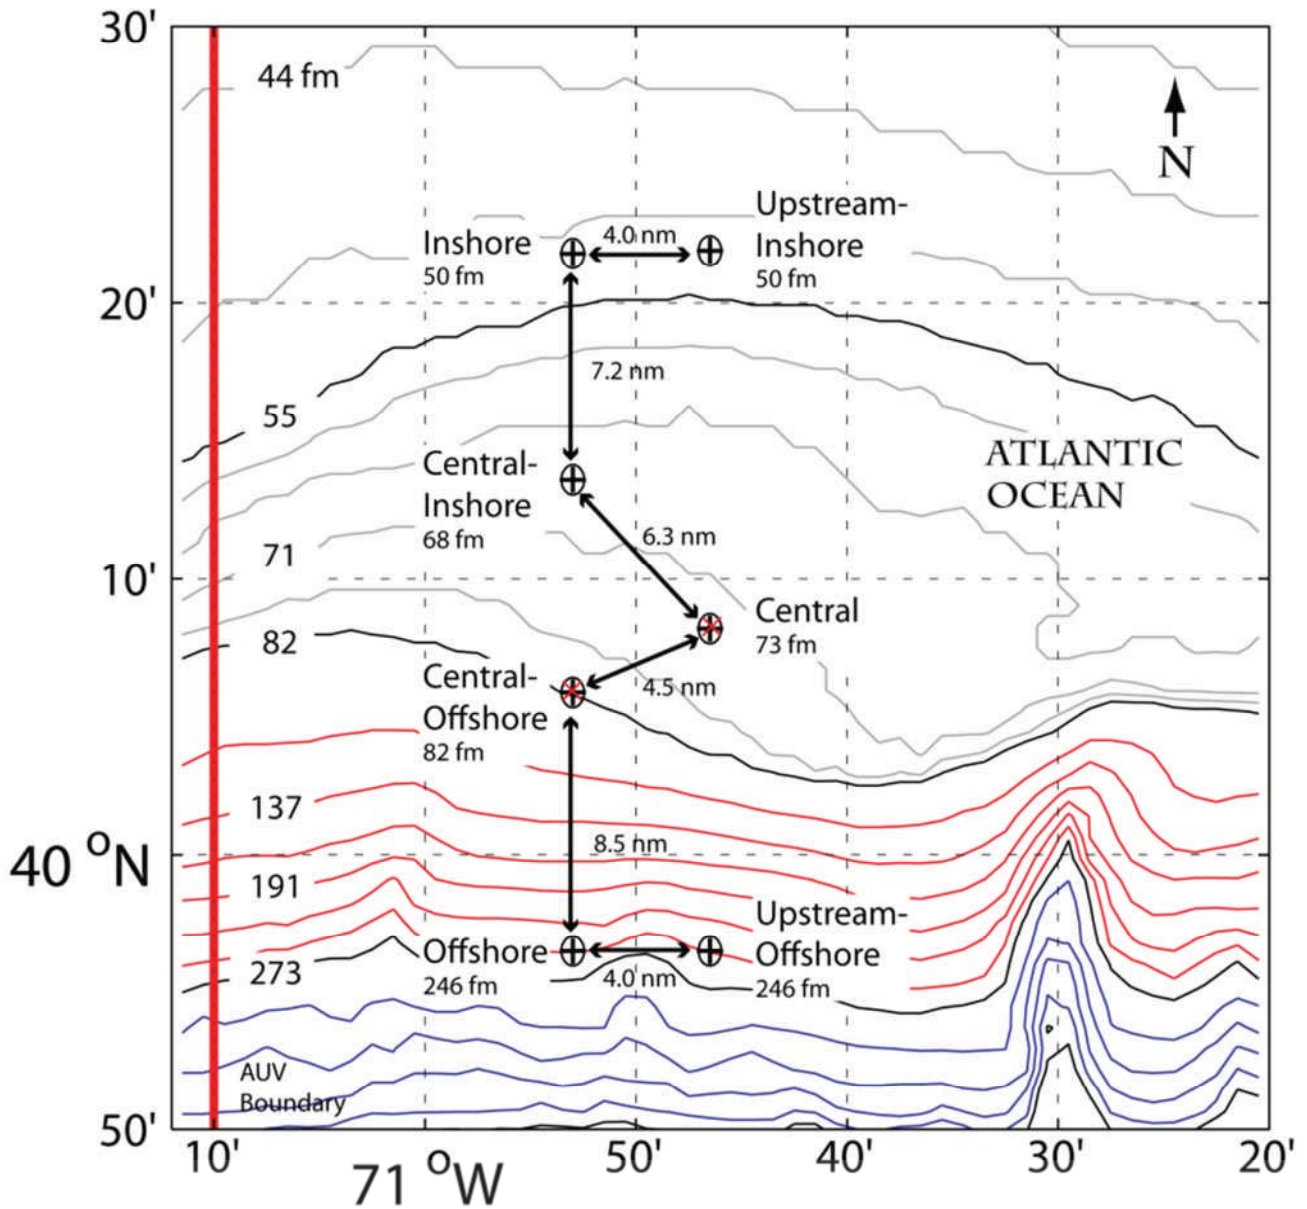 30'
44 fm
N
Upstream-
Inshore
50 fm
4.0 nm
Inshore
50 fm
20'
7.2 nm
55
ATLANTIC
OCEAN
Central-
Inshore
68 fm
6.3 nm
71
10'
Central
73 fm
82
4.5 nm
Central-
Offshore
82 fm
137
8.5 nm
40 °N
191
Upstream-
Offshore
246 fm
Offshore
246 fm
4.0 nm
273
AUV
Boundary
50'
10'
71 °W
50'
40'
30'
20'